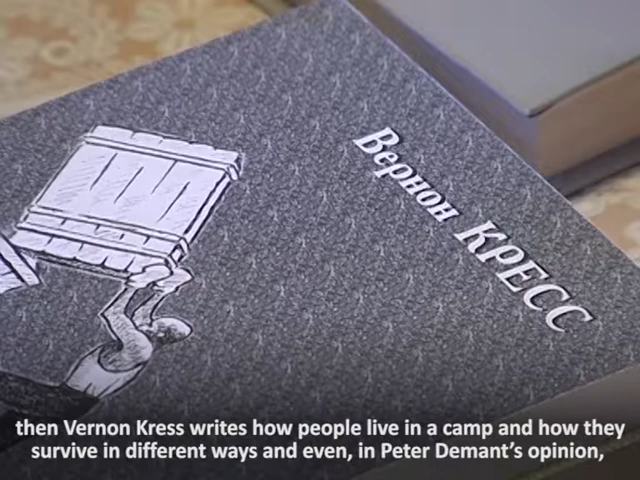 Вернон КРЕСС
then Vernon Kress writes how people live in a camp and how they
survive in different ways and even, in Peter Demant's opinion,